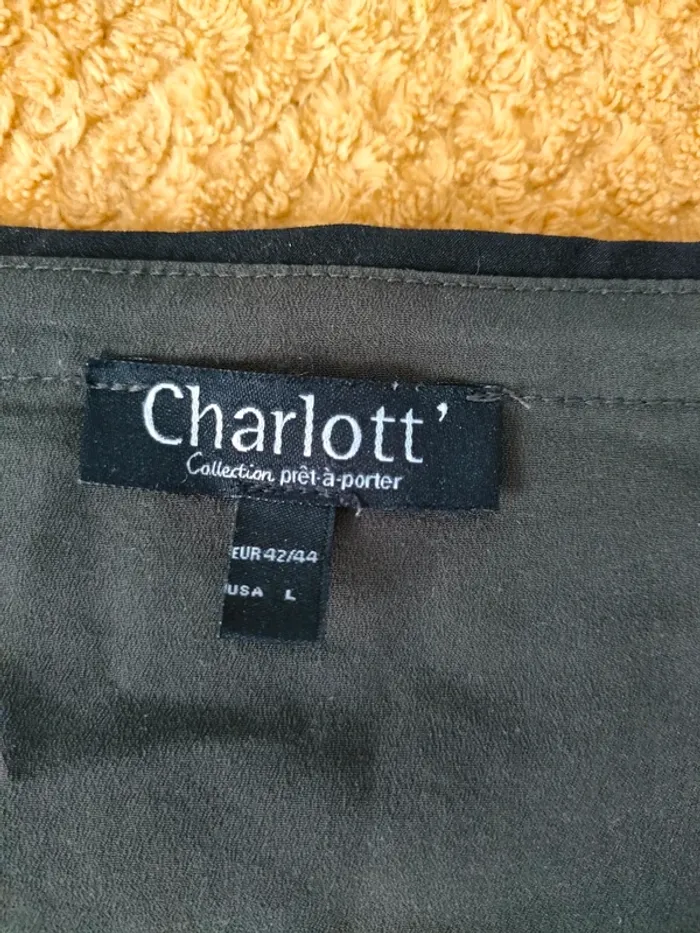 Charlott'
Collection prêt-à-porter
EUR 42/44
USA L